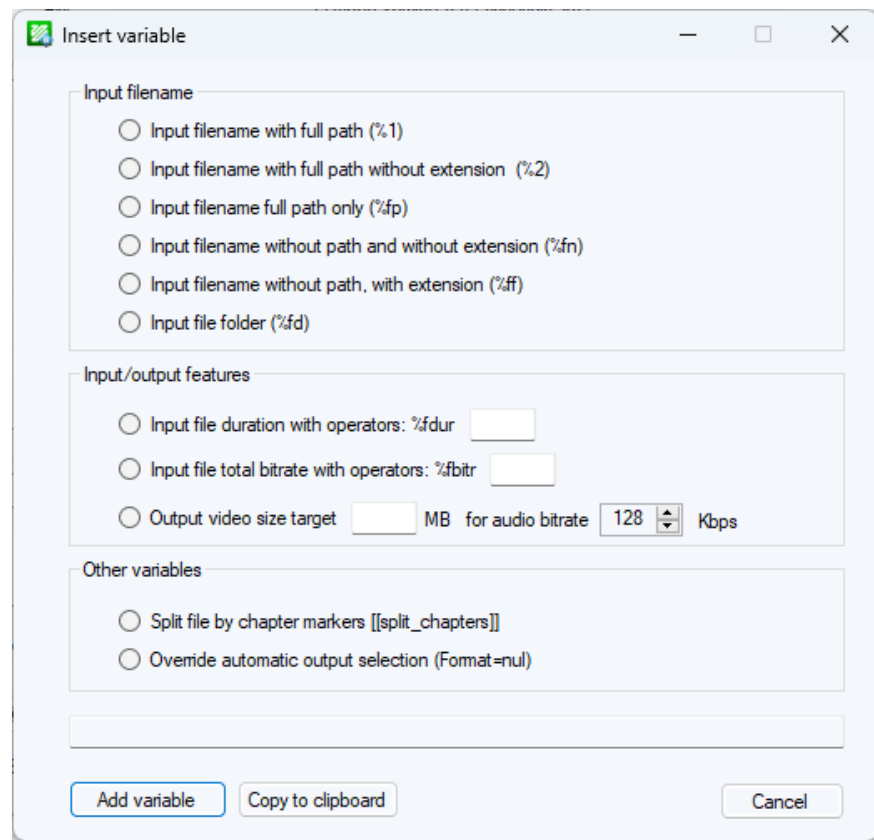 Insert variable
Input filename
Input filename with full path (%1)
Input filename with full path without extension (%2)
Input filename full path only (%fp)
Input filename without path and without extension (%fn)
Input filename without path, with extension (%ff)
Input file folder (%fd)
Input/output features
Input file duration with operators: %fdur
Input file total bitrate with operators: %fbitr
Output video size target MB for audio bitrate 128 Kbps
Other variables
Split file by chapter markers [[split_chapters]]
Override automatic output selection (Format=nul)
Add variable Copy to clipboard Cancel